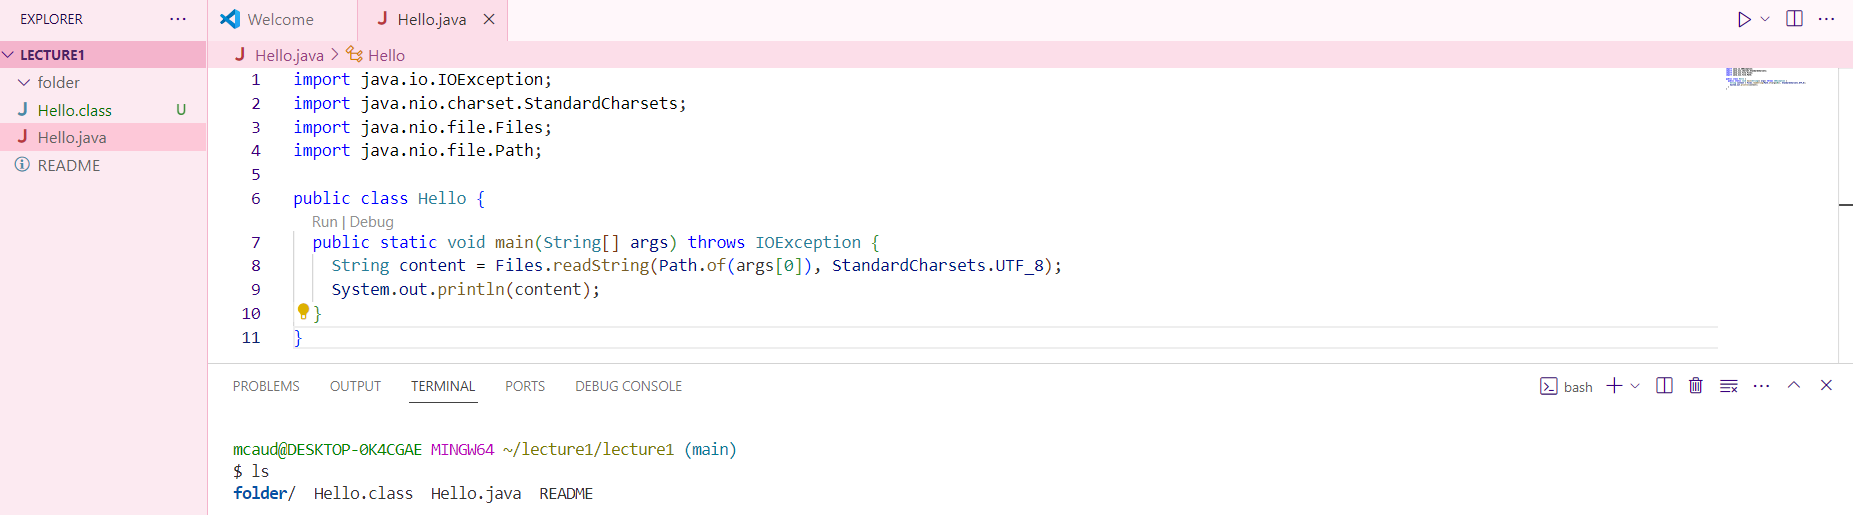 EXPLORER ···
LECTURE1
folder
Hello.class U
Hello.java
README
Welcome Hello.java
Hello.java > Hello
1 import java.io.IOException;
2 import java.nio.charset.StandardCharsets;
3 import java.nio.file.Files;
4 import java.nio.file.Path;
5
6 public class Hello {
Run | Debug
7 public static void main(String[] args) throws IOException {
8 String content = Files.readString(Path.of(args[0]), StandardCharsets.UTF_8);
9 System.out.println(content);
10 }
11 }
PROBLEMS OUTPUT TERMINAL PORTS DEBUG CONSOLE bash
mcaud@DESKTOP-0K4CGAE MINGW64 ~/lecture1/lecture1 (main)
$ ls
folder/ Hello.class Hello.java README